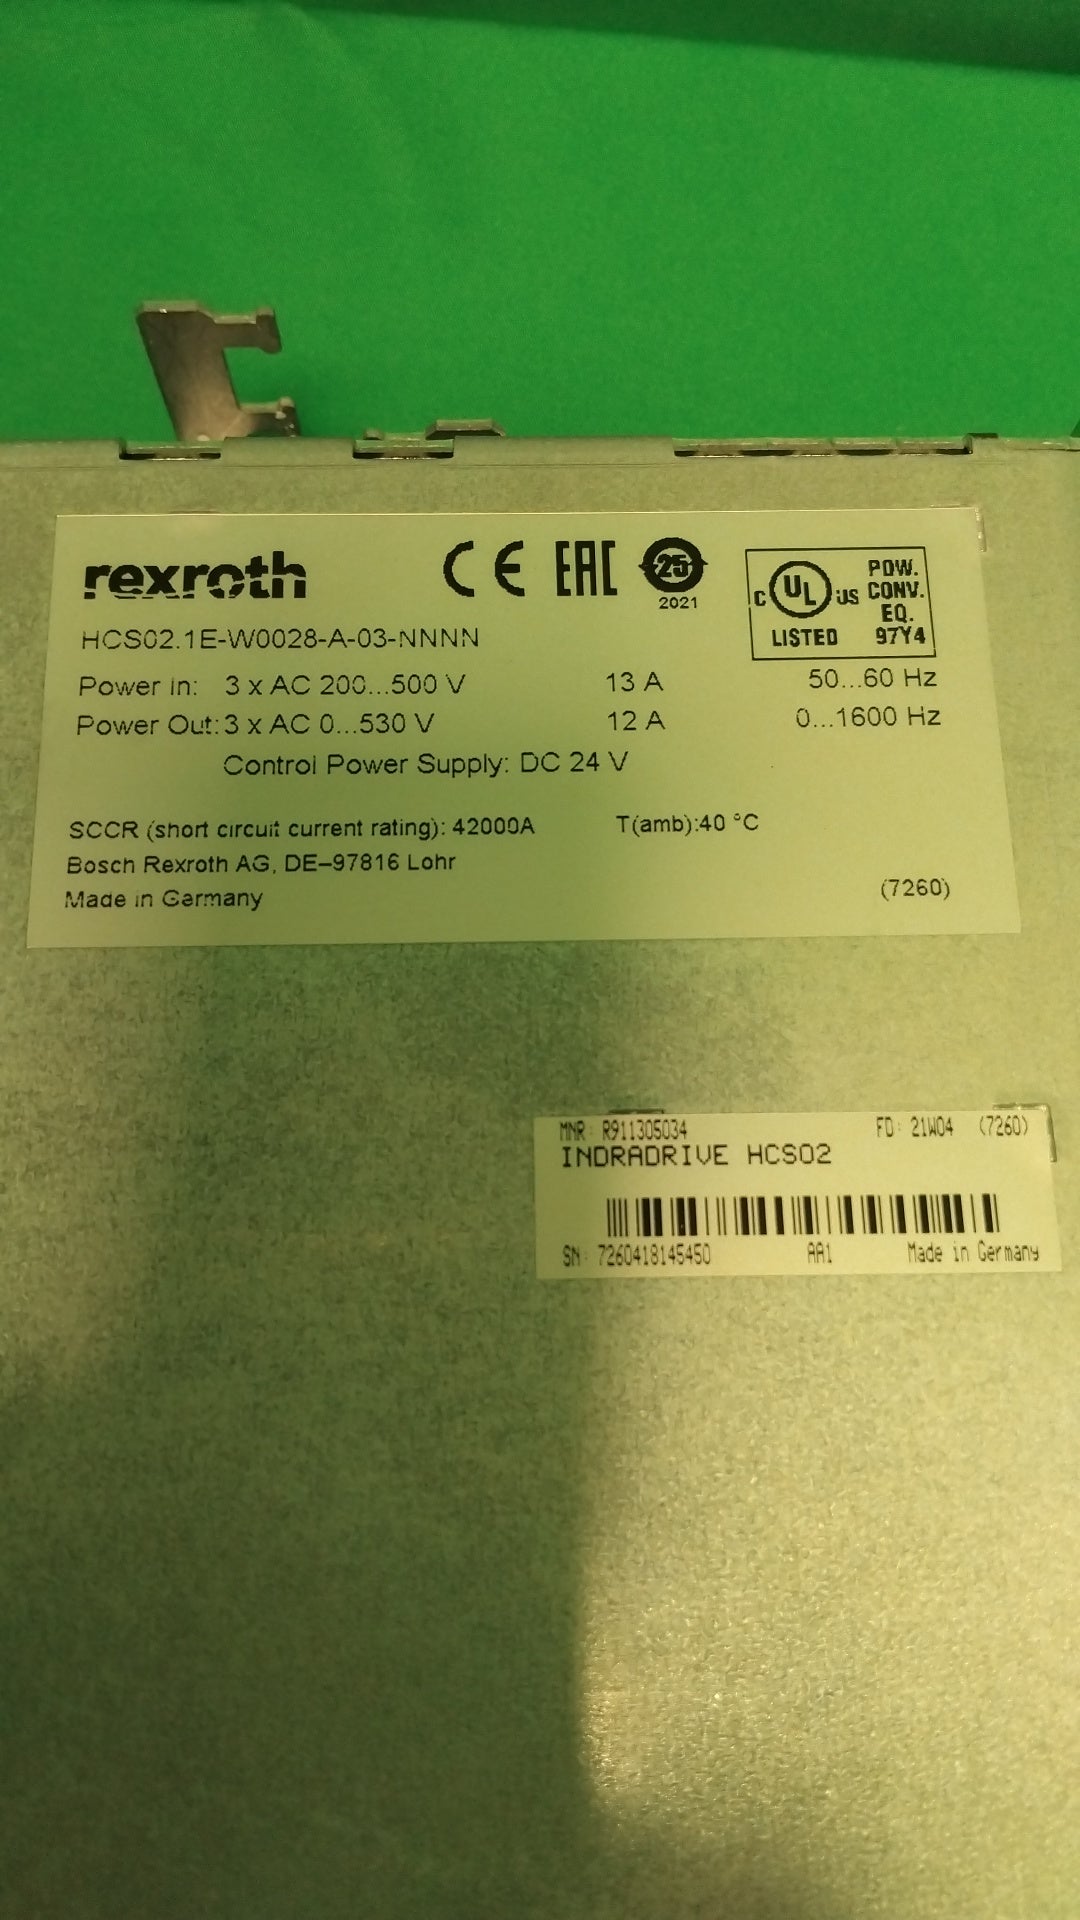 rexroth CE EAC 25
2021
C UL US POW. CONV. EQ.
LISTED 97Y4
HCS02.1E-W0028-A-03-NNNN
Power in: 3 x AC 200...500 V 13 A 50...60 Hz
Power Out: 3 x AC 0...530 V 12 A 0...1600 Hz
Control Power Supply: DC 24 V
SCCR (short circuit current rating): 42000A T(amb):40 °C
Bosch Rexroth AG, DE–97816 Lohr
Made in Germany (7260)
MNR: R911305034 FD: 21W04 (7260)
INDRADRIVE HCS02
SN: 7260418145450 AA1 Made in Germany